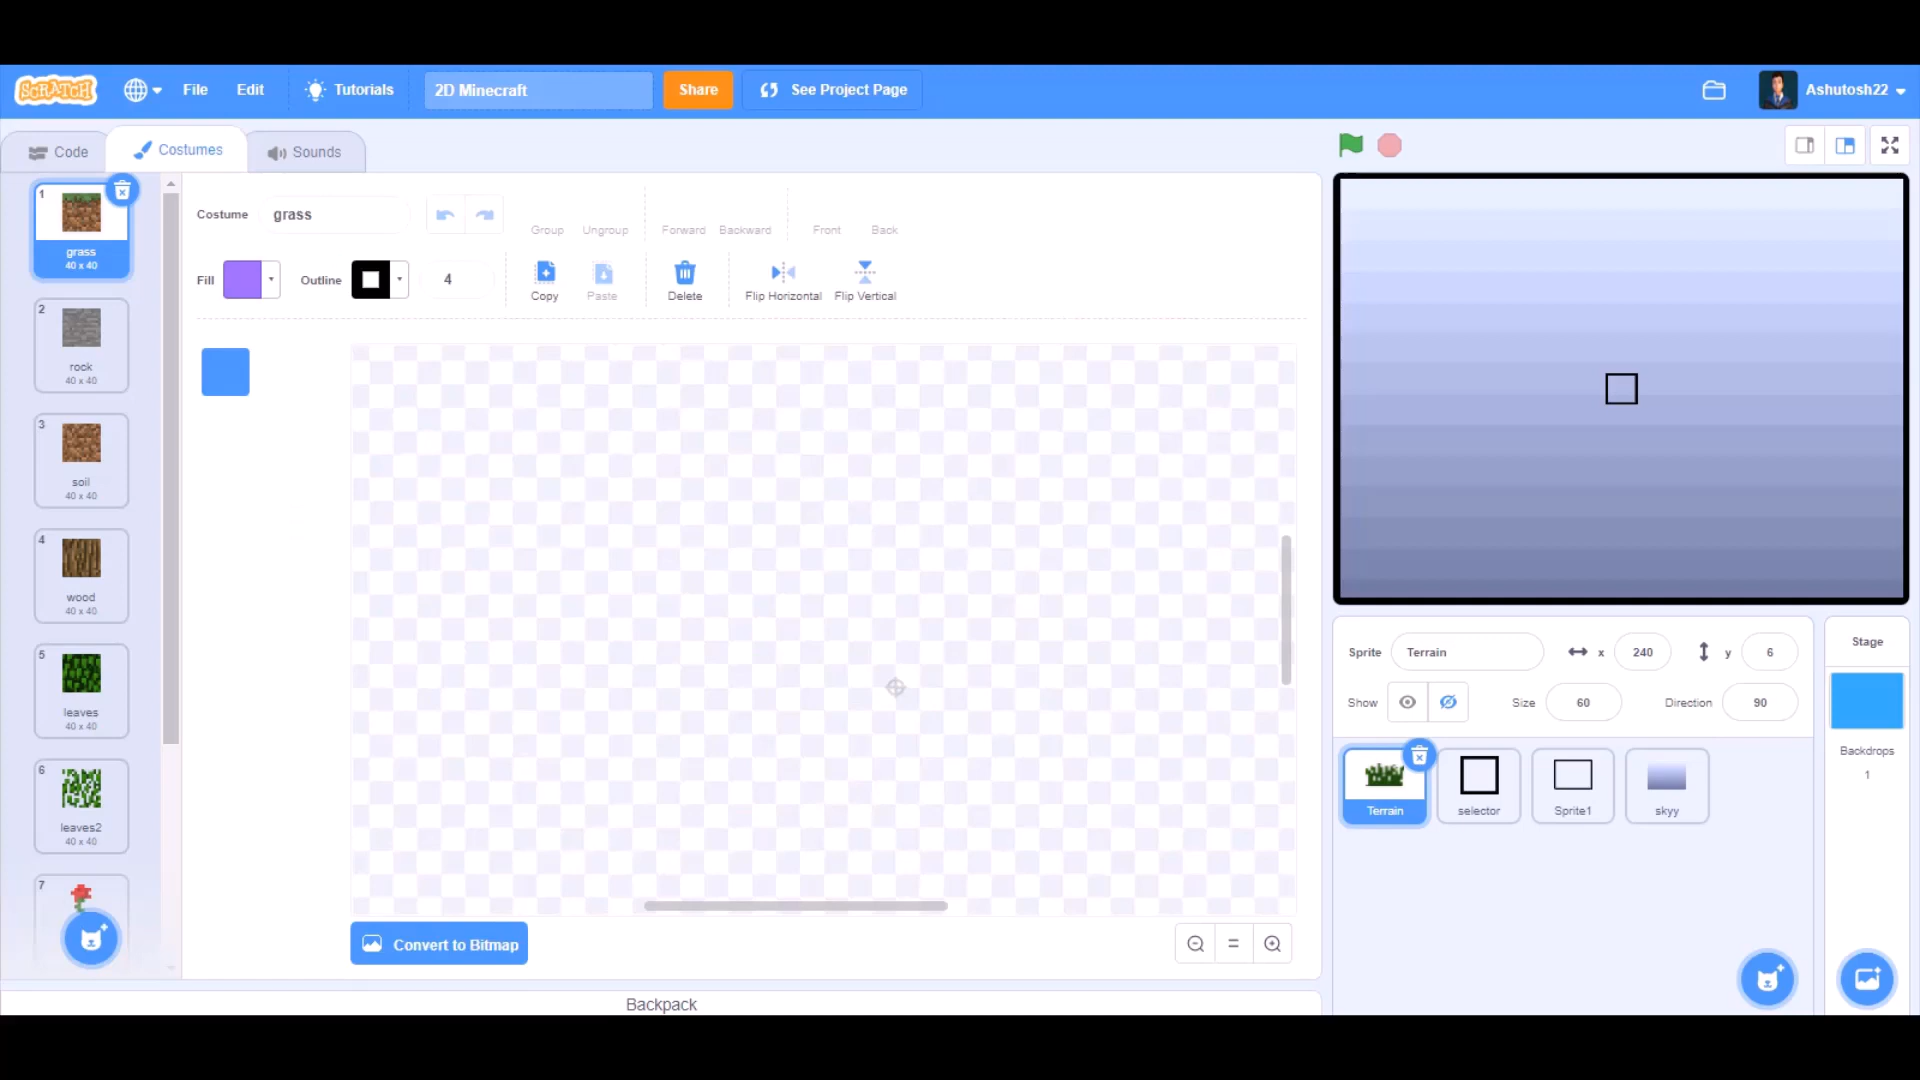 SCRATCH
File
Edit
Tutorials
2D Minecraft
Share
See Project Page
Ashutosh22
Code
Costumes
Sounds
1
grass
40 x 40
2
rock
40 x 40
3
soil
40 x 40
4
wood
40 x 40
5
leaves
40 x 40
6
leaves2
40 x 40
7
Costume
grass
Group
Ungroup
Forward
Backward
Front
Back
Fill
Outline
4
Copy
Paste
Delete
Flip Horizontal
Flip Vertical
Convert to Bitmap
Backpack
Sprite
Terrain
x
240
y
6
Show
Size
60
Direction
90
Terrain
selector
Sprite1
skyy
Stage
Backdrops
1